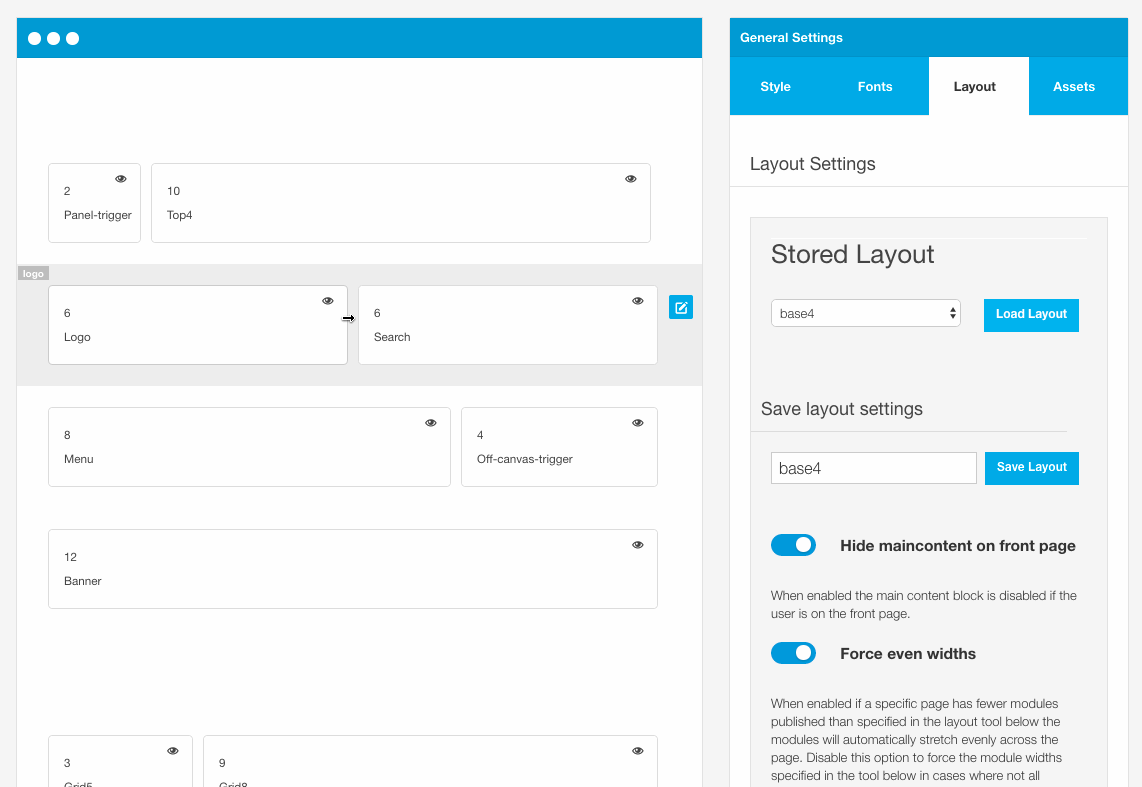 General Settings
Style
Fonts
Layout
Assets
2
Panel-trigger
10
Top4
logo
6
Logo
6
Search
8
Menu
4
Off-canvas-trigger
12
Banner
3
Grid5
9
Grid8
Layout Settings
Stored Layout
base4
Load Layout
Save layout settings
base4
Save Layout
Hide maincontent on front page
When enabled the main content block is disabled if the
user is on the front page.
Force even widths
When enabled if a specific page has fewer modules
published than specified in the layout tool below the
modules will automatically stretch evenly across the
page. Disable this option to force the module widths
specified in the tool below in cases where not all